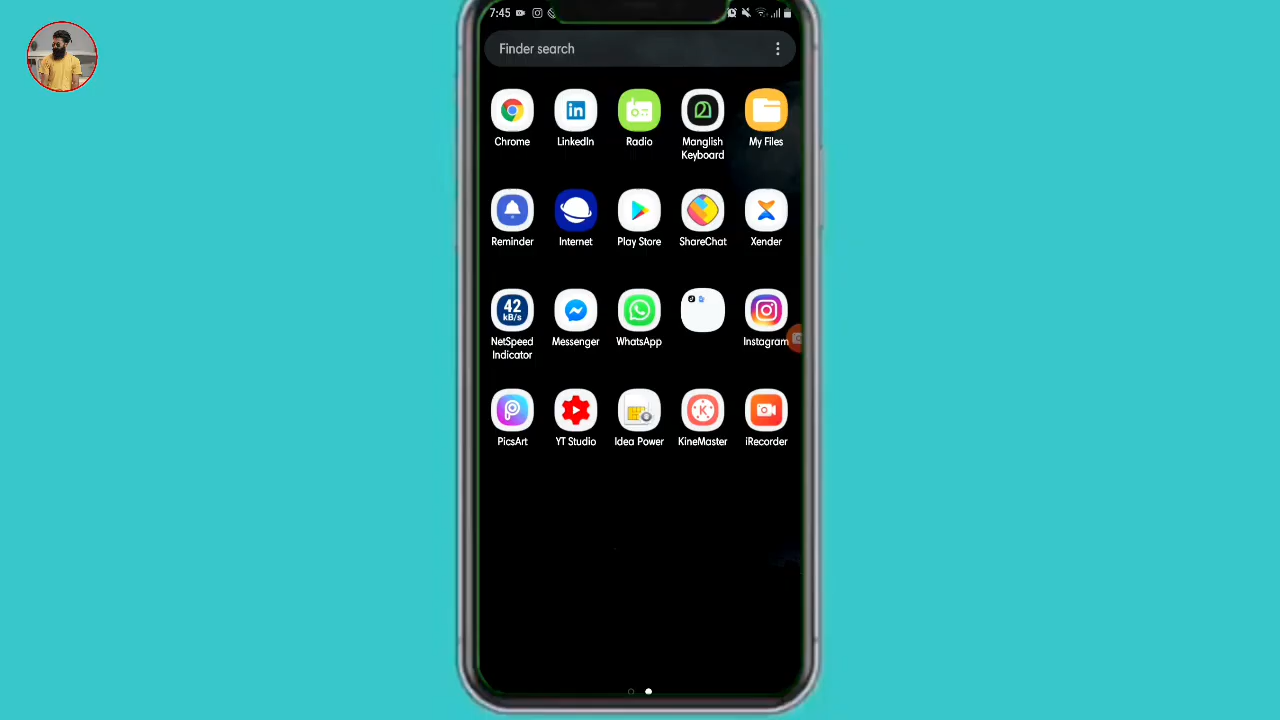 7:45
Finder search
Chrome
LinkedIn
Radio
Manglish
Keyboard
My Files
Reminder
Internet
Play Store
ShareChat
Xender
42
kB/s
NetSpeed
Indicator
Messenger
WhatsApp
Instagram
PicsArt
YT Studio
Idea Power
KineMaster
iRecorder